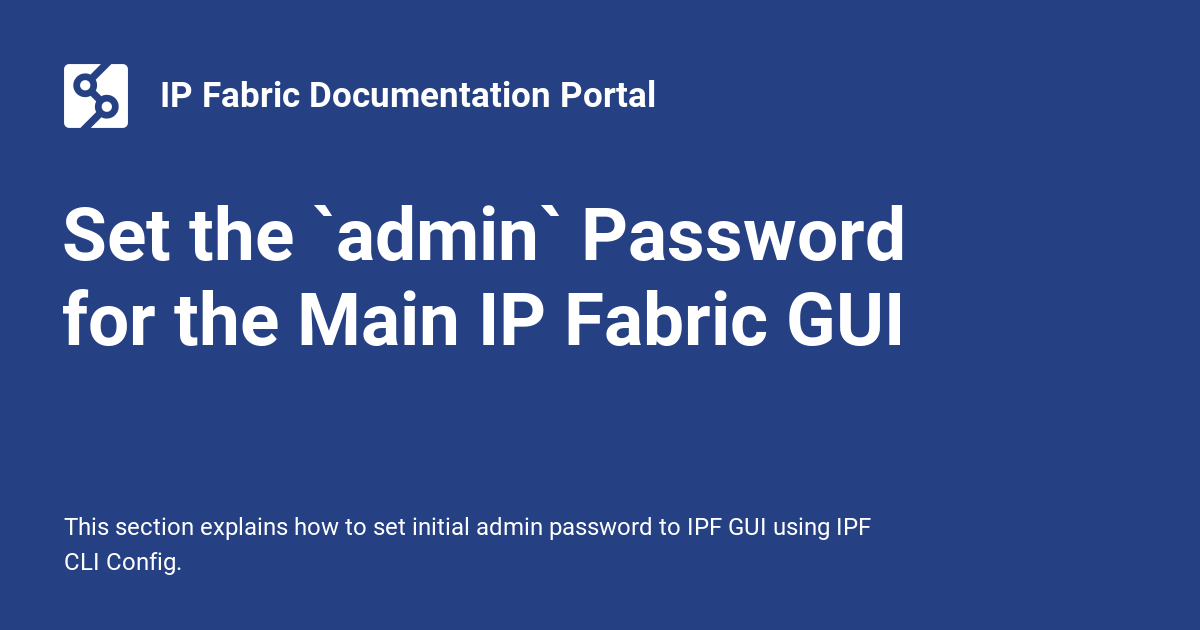 IP Fabric Documentation Portal
Set the `admin` Password
for the Main IP Fabric GUI
This section explains how to set initial admin password to IPF GUI using IPF
CLI Config.